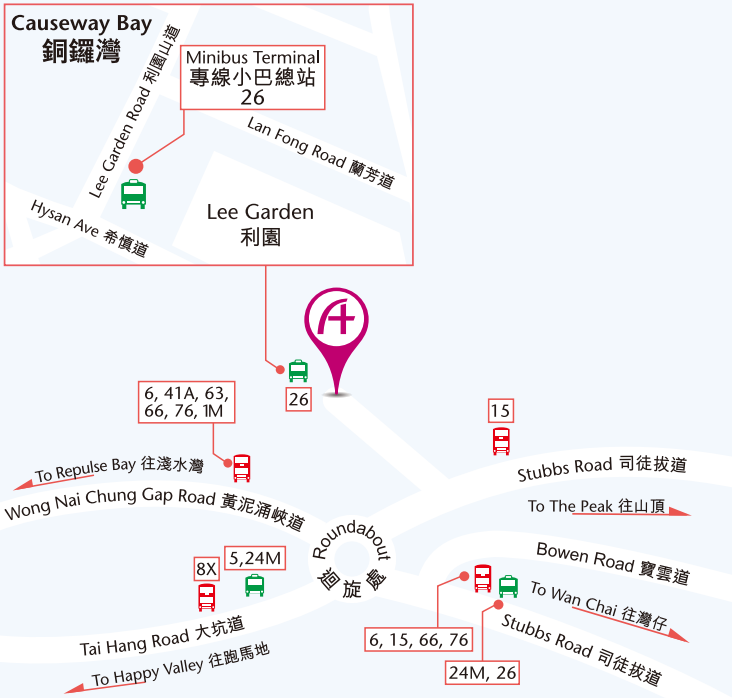 Causeway Bay
銅鑼灣
Lee Garden Road 利園山道
Minibus Terminal
專線小巴總站
26
Lan Fong Road 蘭芳道
Hysan Ave 希慎道
Lee Garden
利園
26
6, 41A, 63,
66, 76, 1M
15
To Repulse Bay 往淺水灣
Wong Nai Chung Gap Road 黃泥涌峽道
Stubbs Road 司徒拔道
To The Peak 往山頂
Roundabout
迴旋處
Bowen Road 寶雲道
8X
5,24M
To Wan Chai 往灣仔
Tai Hang Road 大坑道
6, 15, 66, 76
Stubbs Road 司徒拔道
To Happy Valley 往跑馬地
24M, 26